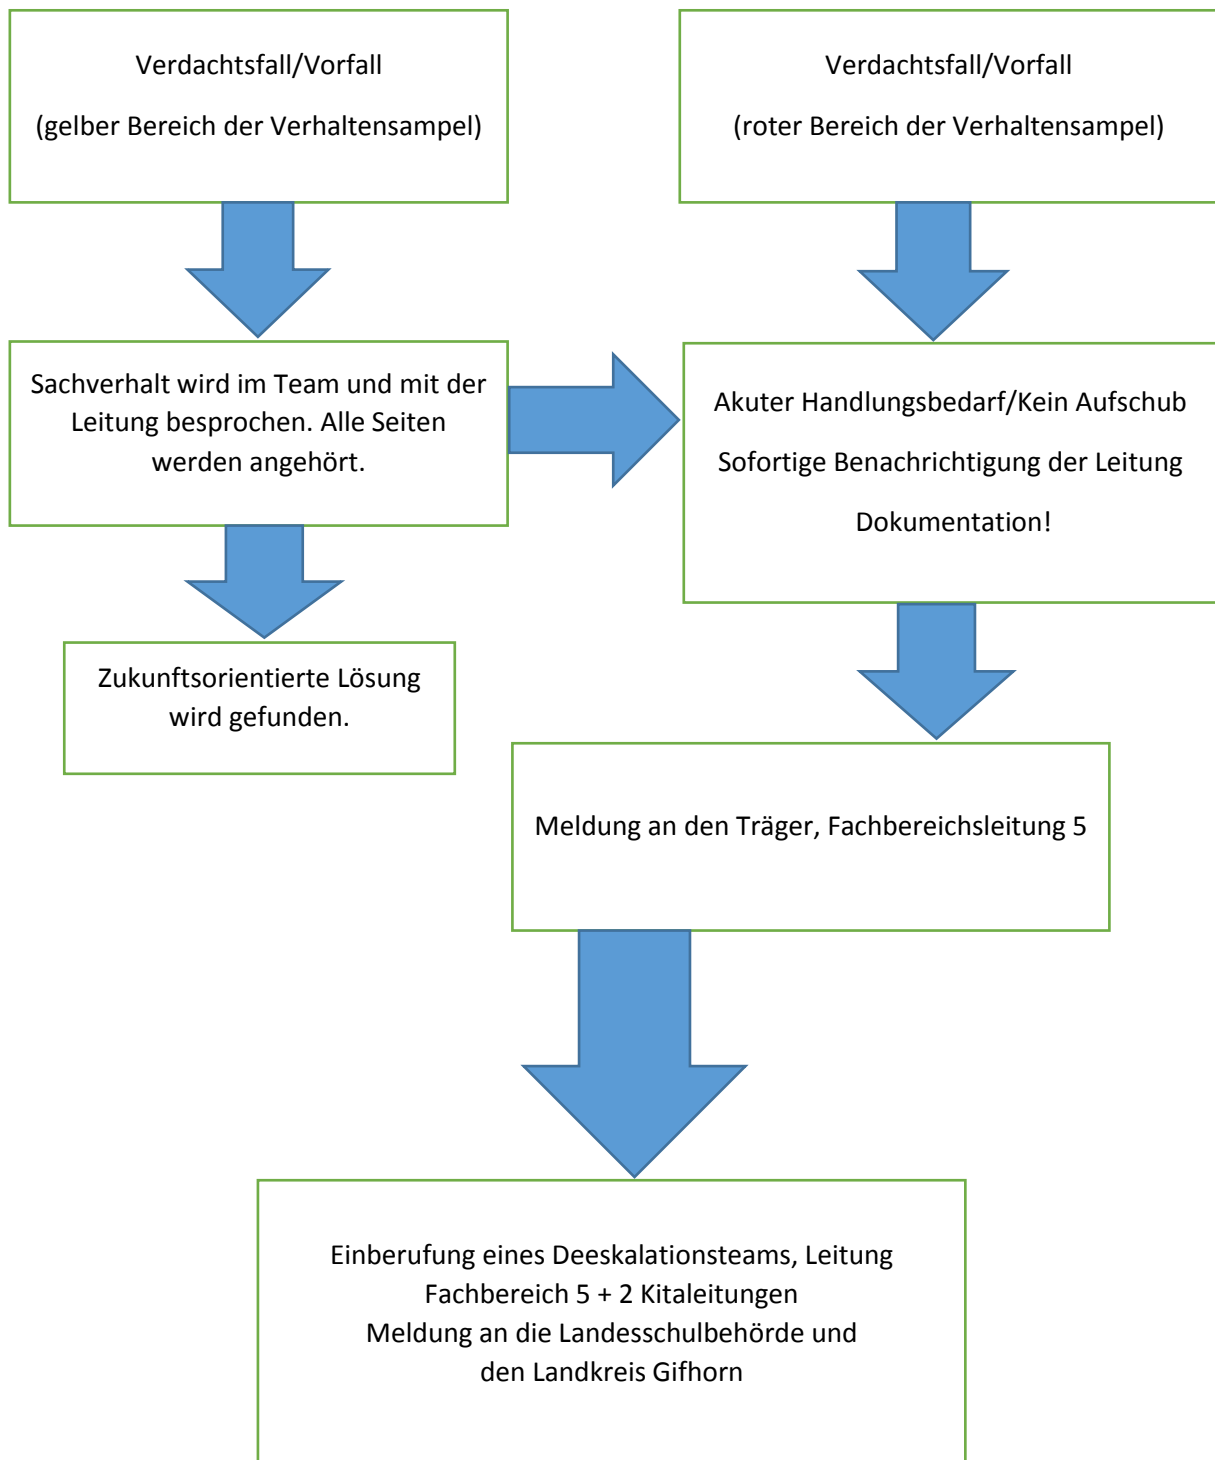 Verdachtsfall/Vorfall
(gelber Bereich der Verhaltensampel)
Verdachtsfall/Vorfall
(roter Bereich der Verhaltensampel)
Sachverhalt wird im Team und mit der
Leitung besprochen. Alle Seiten
werden angehört.
Akuter Handlungsbedarf/Kein Aufschub
Sofortige Benachrichtigung der Leitung
Dokumentation!
Zukunftsorientierte Lösung
wird gefunden.
Meldung an den Träger, Fachbereichsleitung 5
Einberufung eines Deeskalationsteams, Leitung
Fachbereich 5 + 2 Kitaleitungen
Meldung an die Landesschulbehörde und
den Landkreis Gifhorn